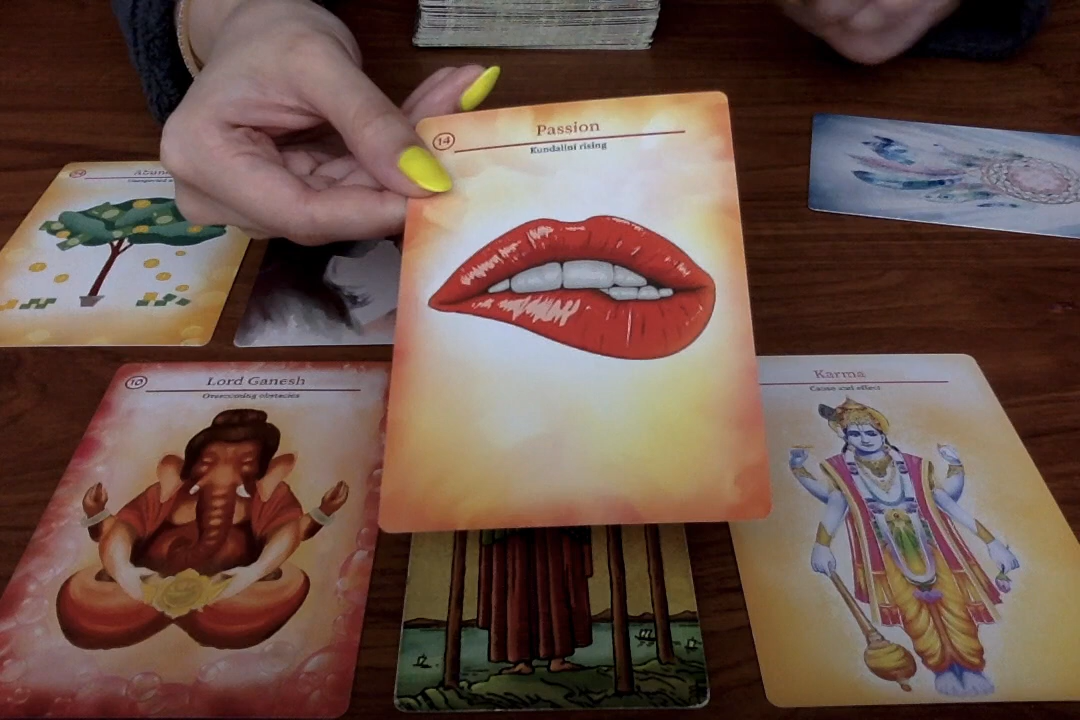 14
Passion
Kundalini rising
10
Lord Ganesh
Overcoming obstacles
Karma
Cause and effect